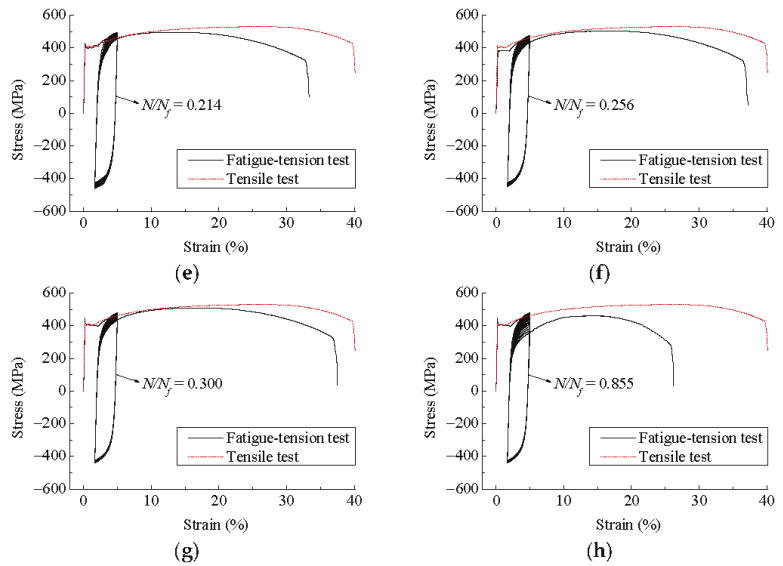 600
400
200
0
−200
−400
−600
Stress (MPa)
N/Nf = 0.214
Fatigue-tension test
Tensile test
0 10 20 30 40
Strain (%)
(e)
600
400
200
0
−200
−400
−600
Stress (MPa)
N/Nf = 0.256
Fatigue-tension test
Tensile test
0 10 20 30 40
Strain (%)
(f)
600
400
200
0
−200
−400
−600
Stress (MPa)
N/Nf = 0.300
Fatigue-tension test
Tensile test
0 10 20 30 40
Strain (%)
(g)
600
400
200
0
−200
−400
−600
Stress (MPa)
N/Nf = 0.855
Fatigue-tension test
Tensile test
0 10 20 30 40
Strain (%)
(h)